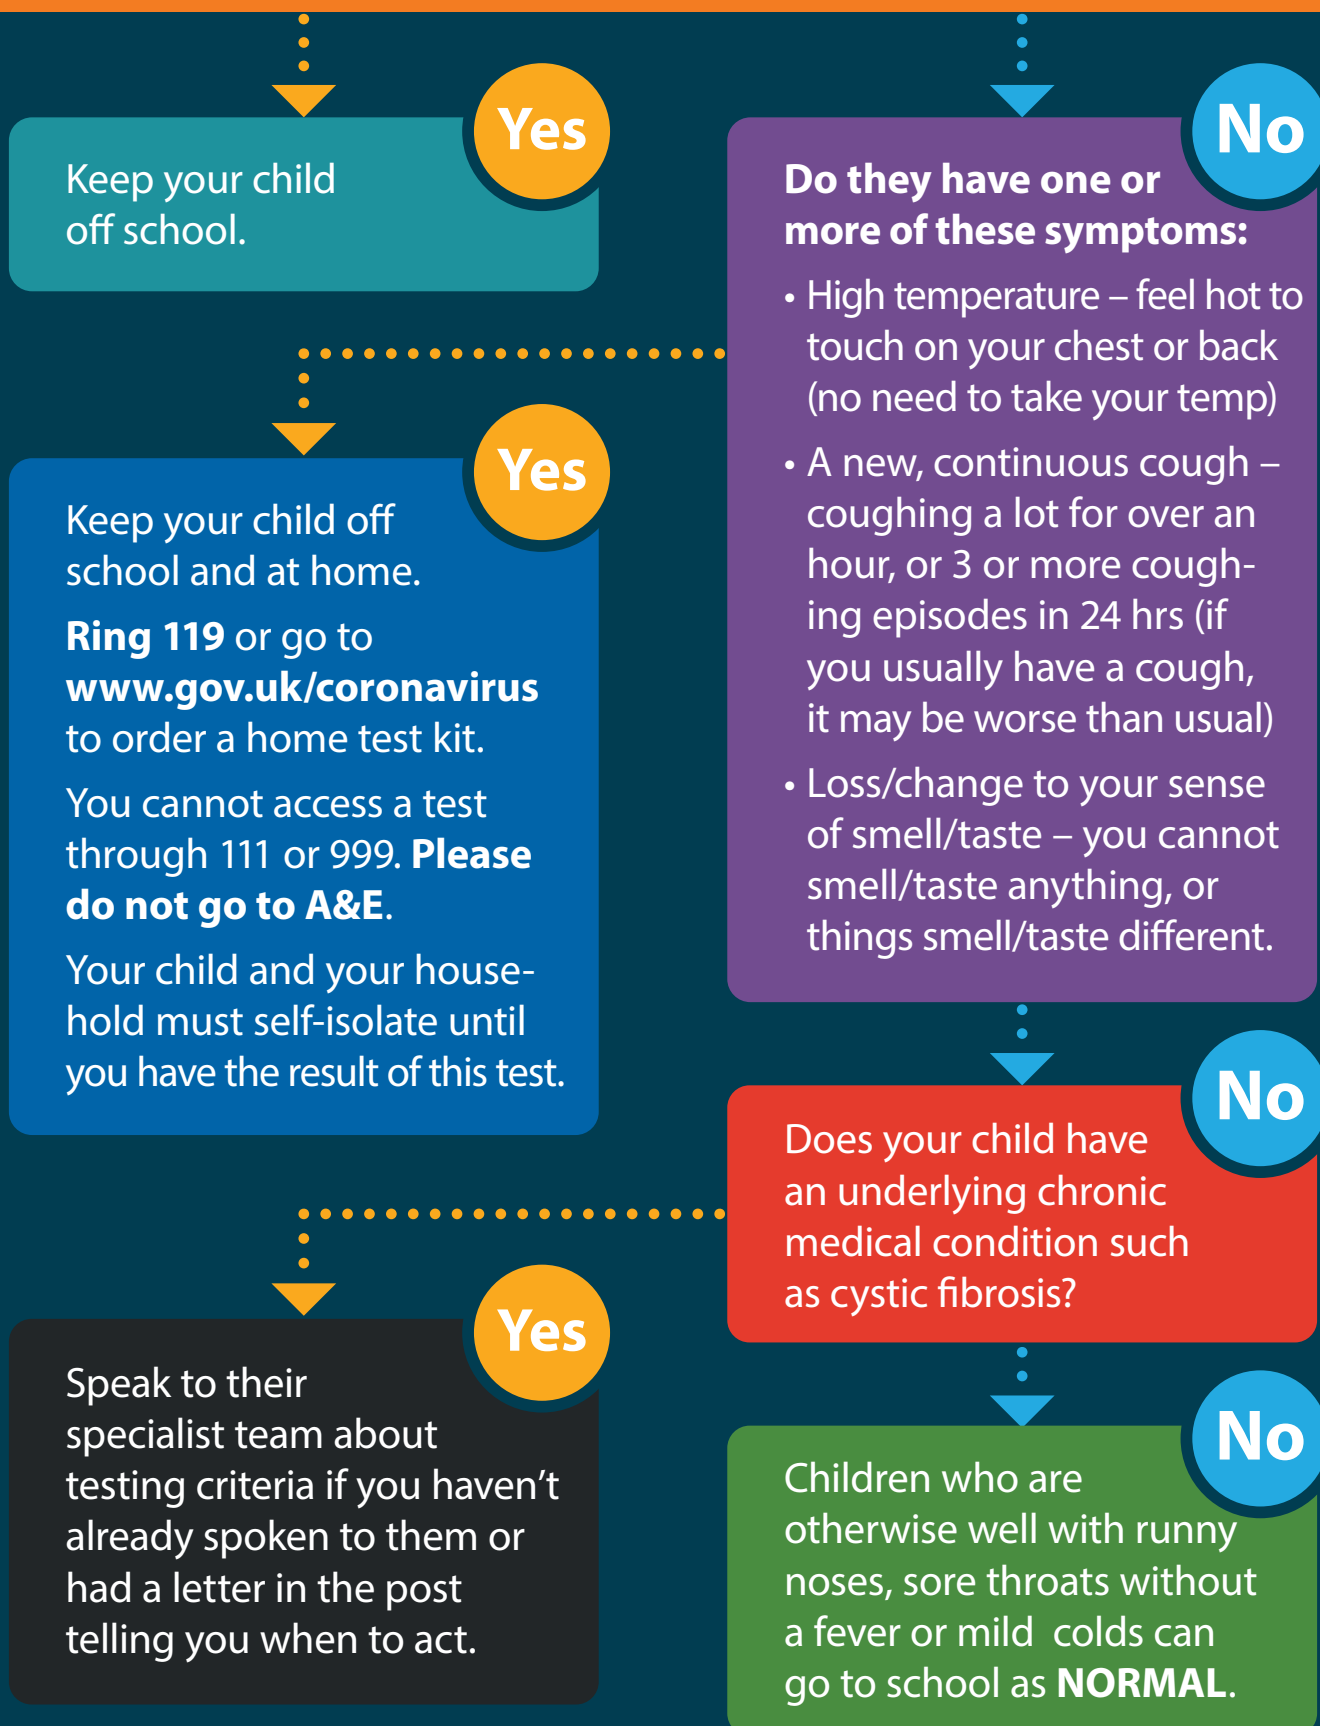 Yes
Keep your child
off school.
No
Do they have one or
more of these symptoms:
• High temperature – feel hot to
touch on your chest or back
(no need to take your temp)
• A new, continuous cough –
coughing a lot for over an
hour, or 3 or more cough-
ing episodes in 24 hrs (if
you usually have a cough,
it may be worse than usual)
• Loss/change to your sense
of smell/taste – you cannot
smell/taste anything, or
things smell/taste different.
Yes
Keep your child off
school and at home.
Ring 119 or go to
www.gov.uk/coronavirus
to order a home test kit.
You cannot access a test
through 111 or 999. Please
do not go to A&E.
Your child and your house-
hold must self-isolate until
you have the result of this test.
No
Does your child have
an underlying chronic
medical condition such
as cystic fibrosis?
Yes
Speak to their
specialist team about
testing criteria if you haven't
already spoken to them or
had a letter in the post
telling you when to act.
No
Children who are
otherwise well with runny
noses, sore throats without
a fever or mild  colds can
go to school as NORMAL.